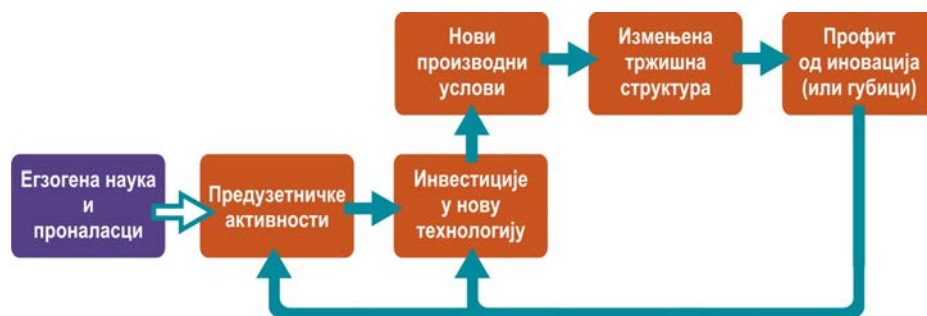 Нови
производни
услови
Измењена
тржишна
структура
Профит
од иновација
(или губици)
Егзогена наука
и
проналасци
Предузетничке
активности
Инвестиције
у нову
технологију